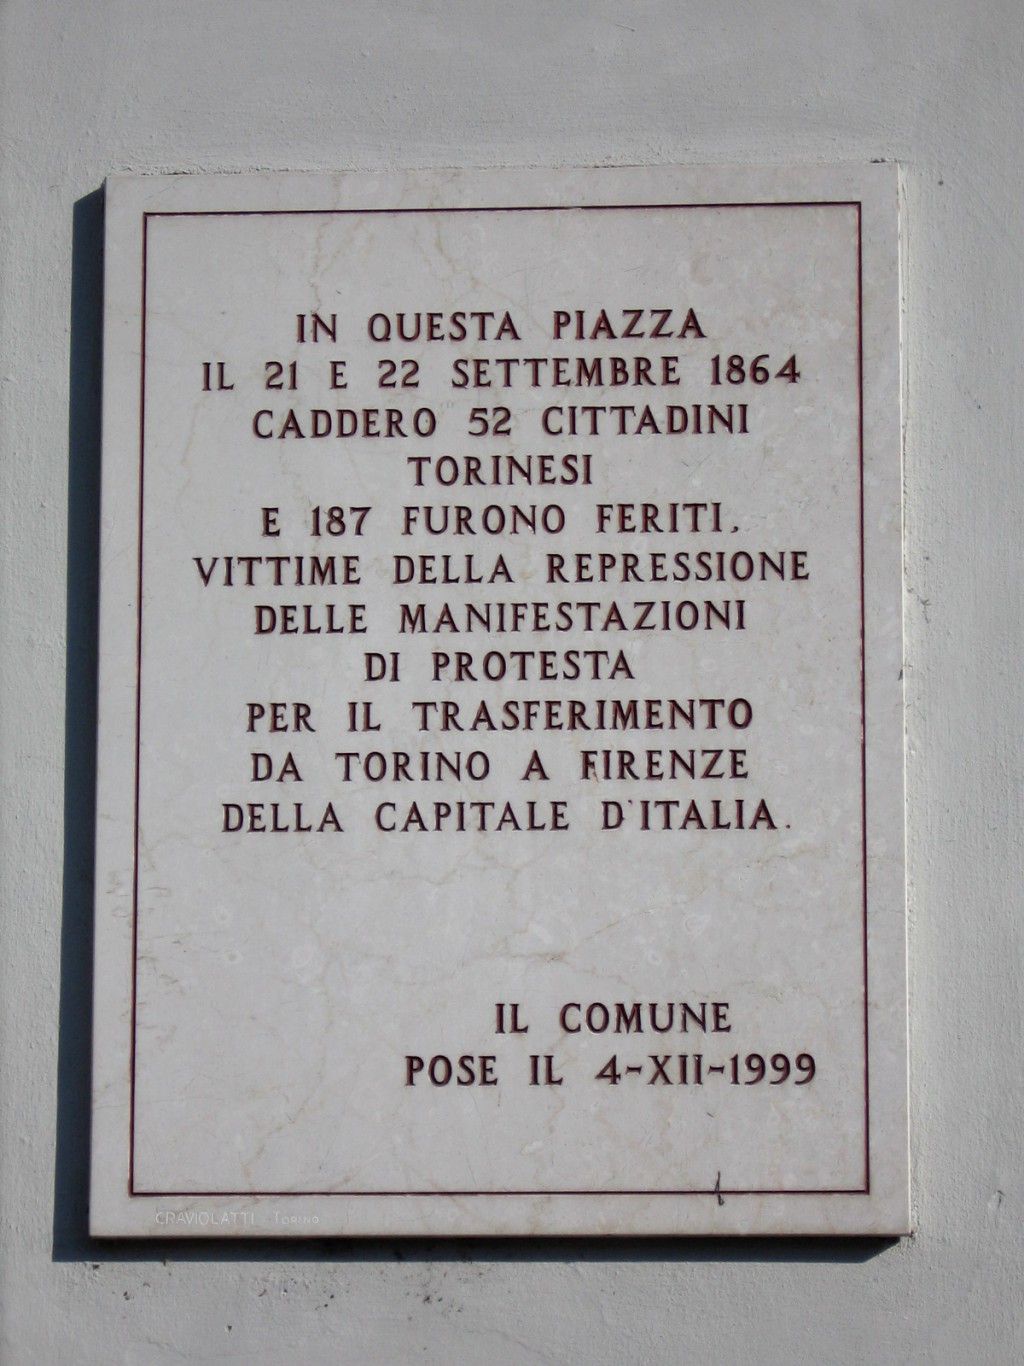 IN QUESTA PIAZZA
IL 21 E 22 SETTEMBRE 1864
CADDERO 52 CITTADINI
TORINESI
E 187 FURONO FERITI,
VITTIME DELLA REPRESSIONE
DELLE MANIFESTAZIONI
DI PROTESTA
PER IL TRASFERIMENTO
DA TORINO A FIRENZE
DELLA CAPITALE D'ITALIA.
IL COMUNE
POSE IL 4-XII-1999
CRAVIOLATTI - TORINO